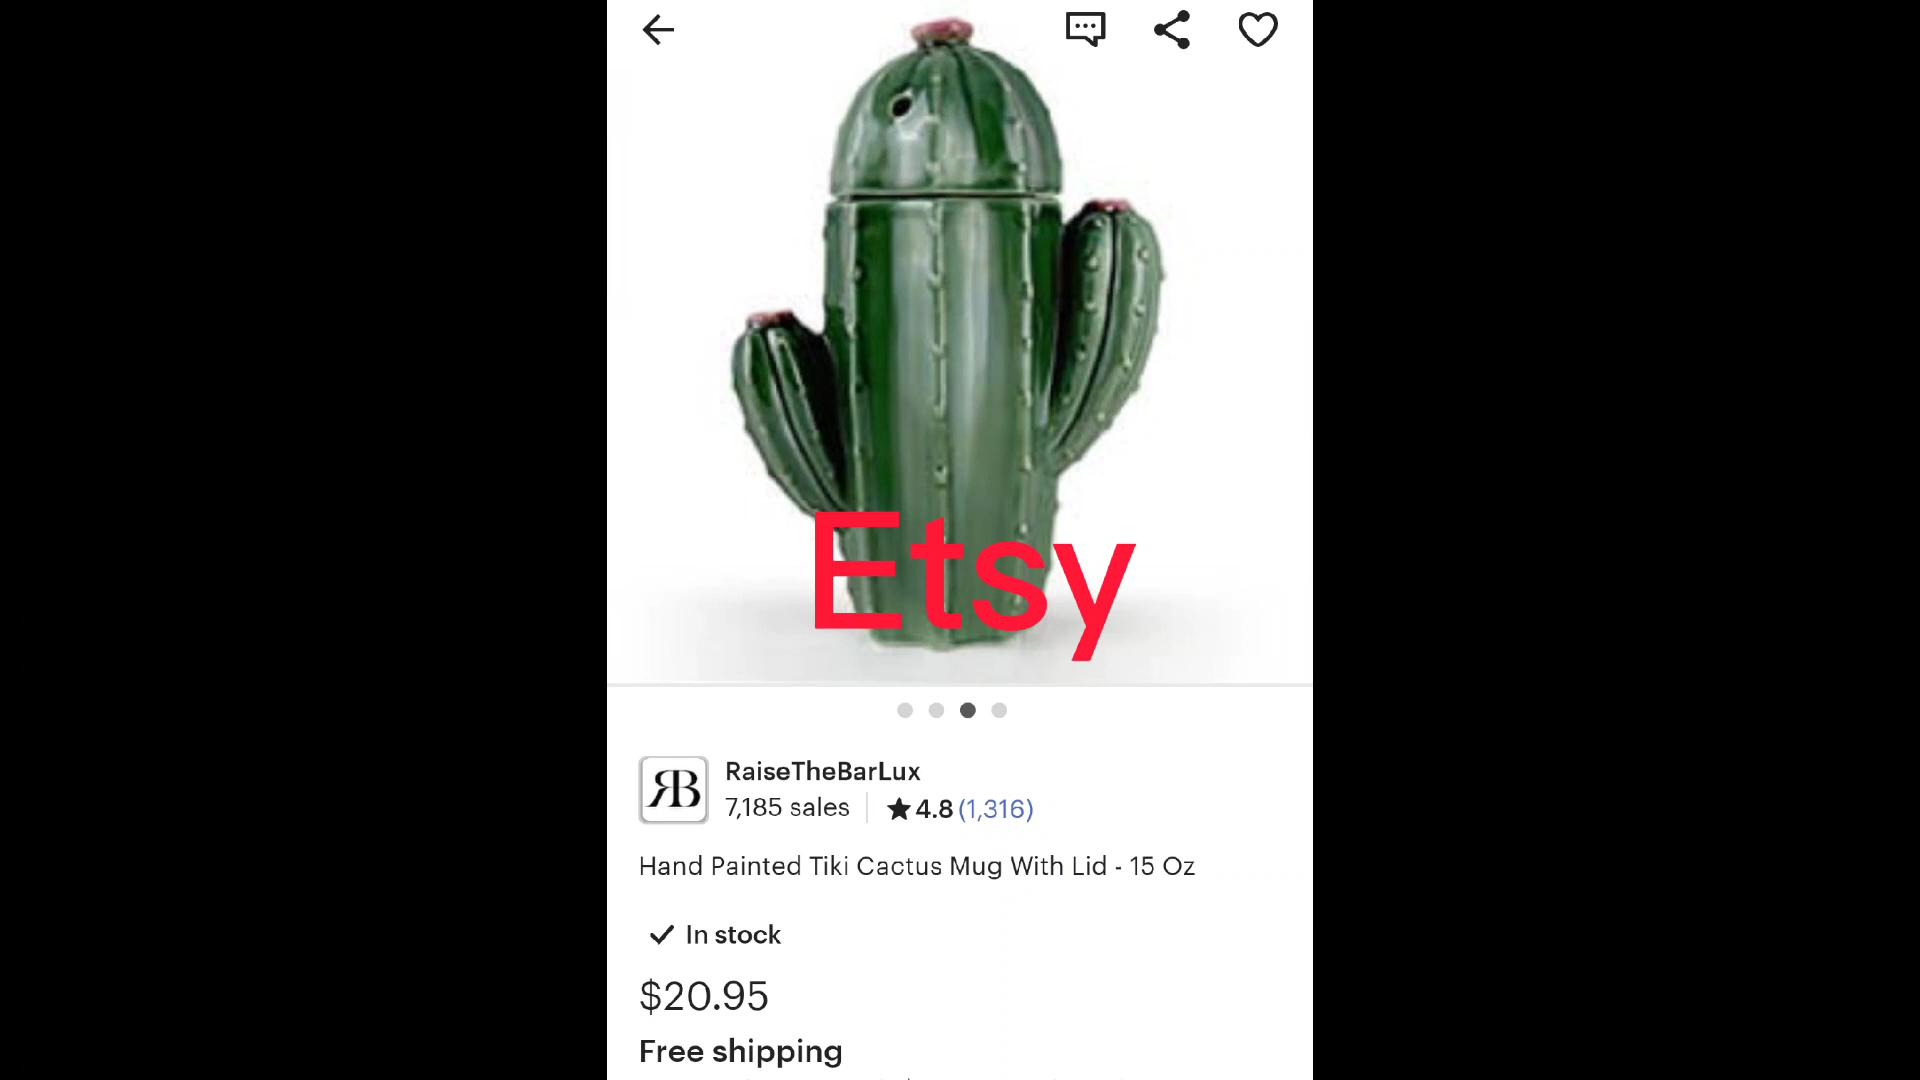 Etsy
RB
RaiseTheBarLux
7,185 sales
4.8 (1,316)
Hand Painted Tiki Cactus Mug With Lid - 15 Oz
In stock
$20.95
Free shipping